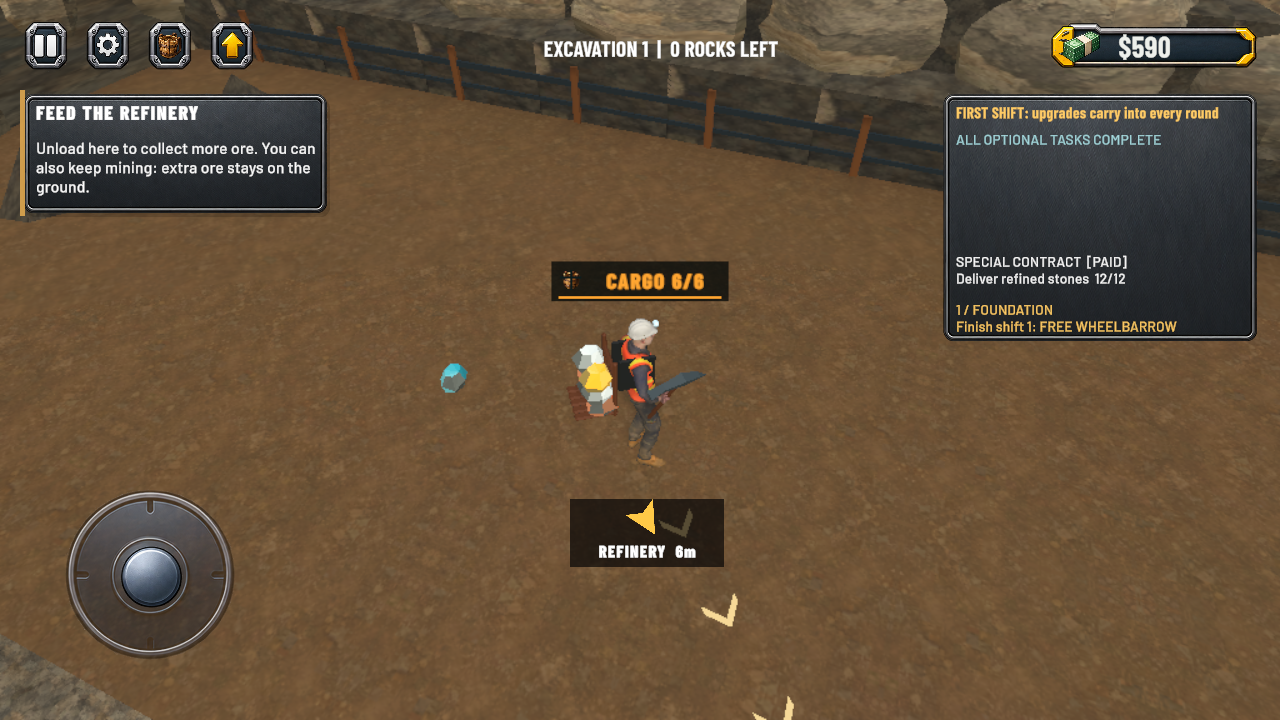 EXCAVATION 1 | 0 ROCKS LEFT
$590
FEED THE REFINERY
Unload here to collect more ore. You can
also keep mining: extra ore stays on the
ground.
FIRST SHIFT: upgrades carry into every round
ALL OPTIONAL TASKS COMPLETE
SPECIAL CONTRACT [PAID]
Deliver refined stones 12/12
1 / FOUNDATION
Finish shift 1: FREE WHEELBARROW
CARGO 6/6
REFINERY 6m